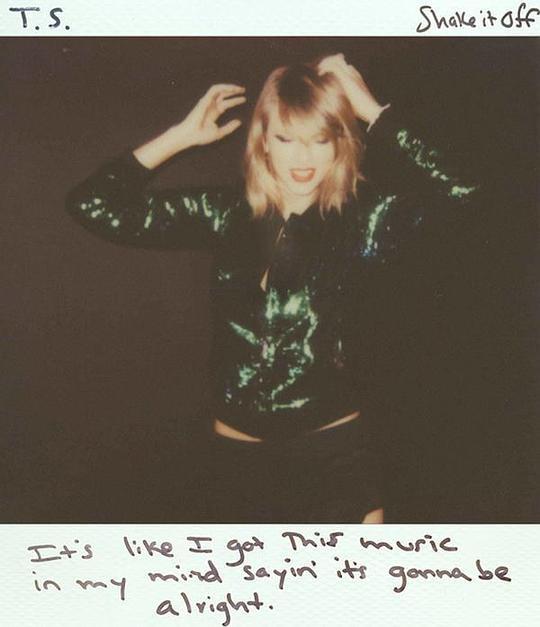 T.S.
Shake it Off
It's like I got This music
in my mind sayin' it's gonna be
alright.